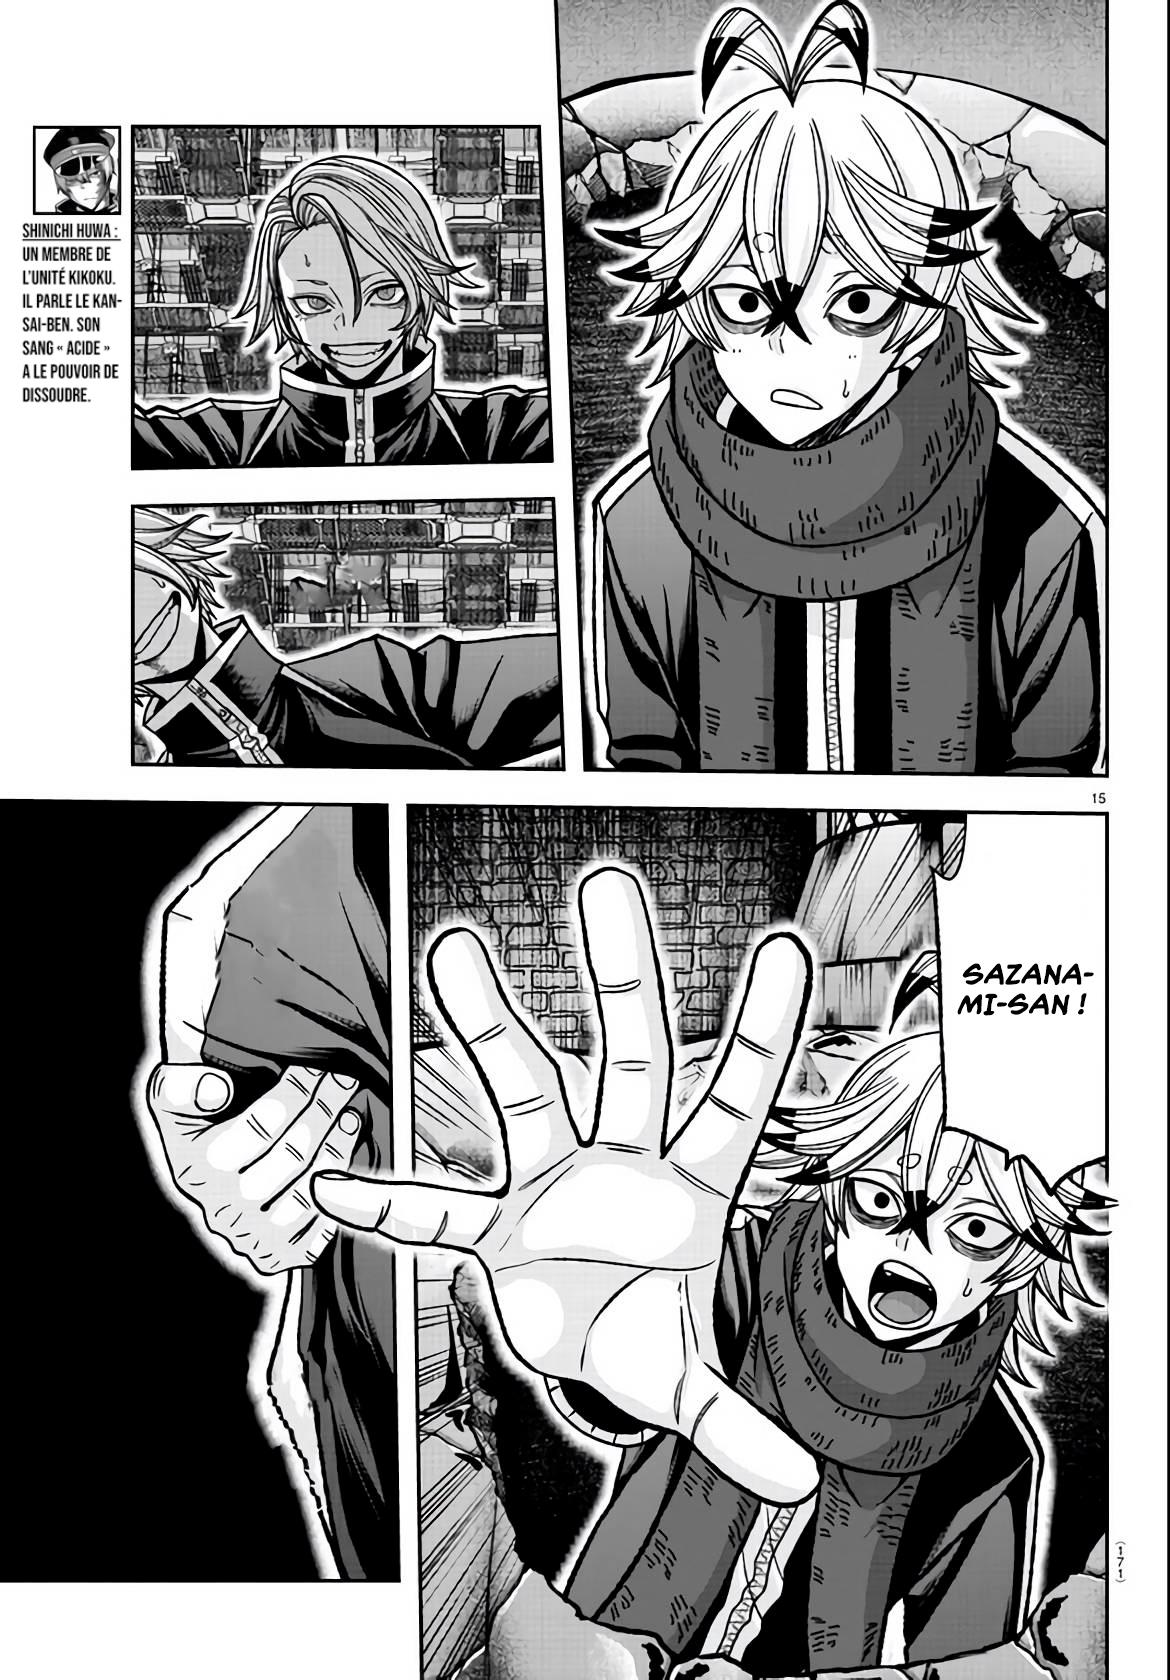 SHINICHI HUWA :
UN MEMBRE DE
L'UNITÉ KIKOKU.
IL PARLE LE KAN-
SAI-BEN. SON
SANG « ACIDE »
A LE POUVOIR DE
DISSOUDRE.
15
SAZANA-
MI-SAN !
(171)